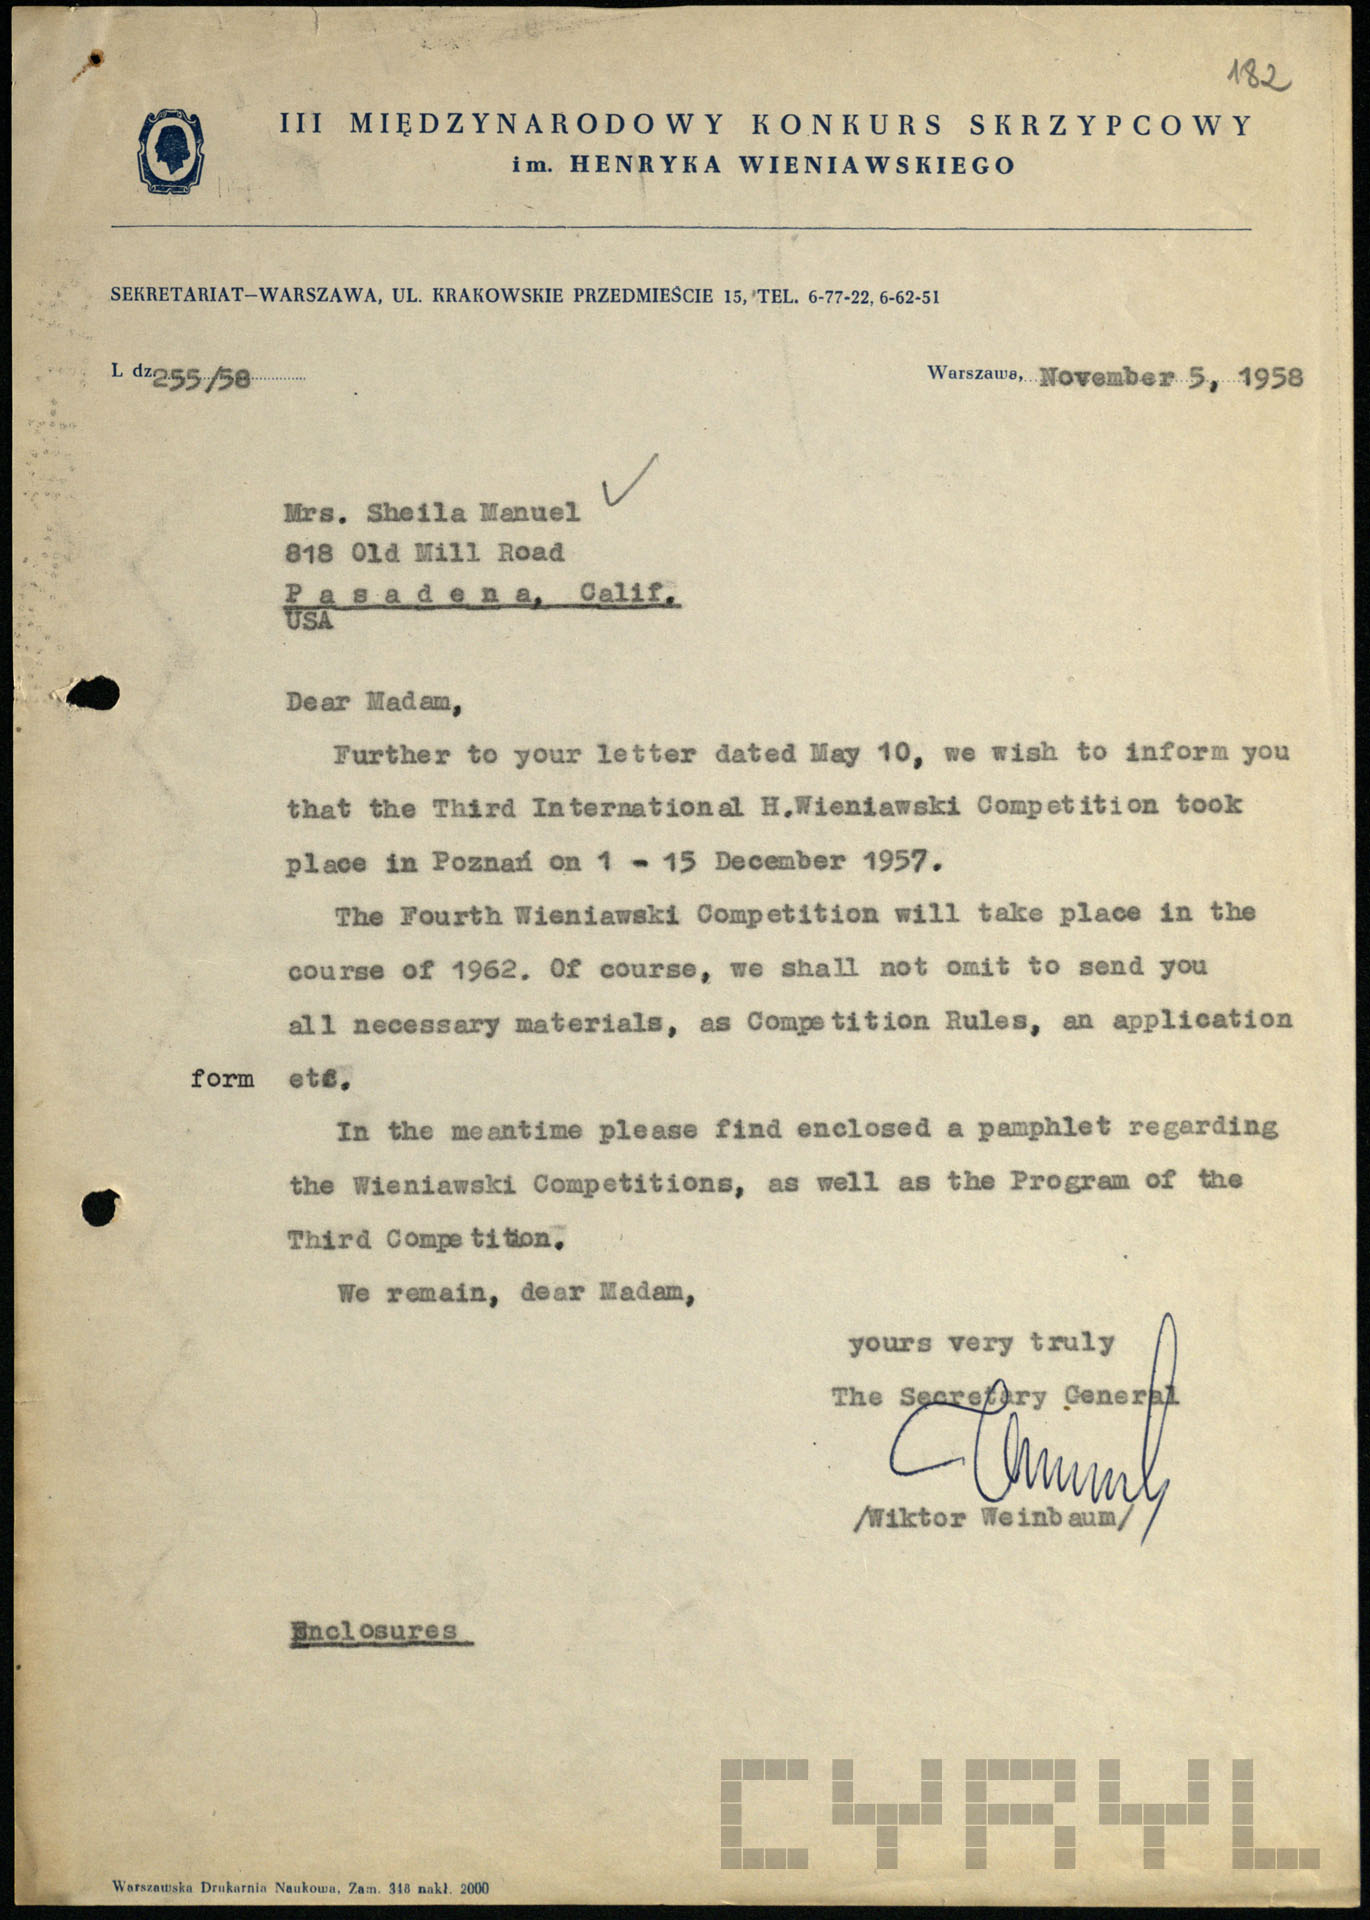 182
III MIĘDZYNARODOWY KONKURS SKRZYPCOWY
im. HENRYKA WIENIAWSKIEGO
SEKRETARIAT–WARSZAWA, UL. KRAKOWSKIE PRZEDMIEŚCIE 15, TEL. 6-77-22, 6-62-51
L dz. 255/58
Warszawa, November 5, 1958
Mrs. Sheila Manuel
818 Old Mill Road
P a s a d e n a, Calif.
USA
Dear Madam,
Further to your letter dated May 10, we wish to inform you
that the Third International H.Wieniawski Competition took
place in Poznań on 1 - 15 December 1957.
The Fourth Wieniawski Competition will take place in the
course of 1962. Of course, we shall not omit to send you
all necessary materials, as Competition Rules, an application
form etc.
In the meantime please find enclosed a pamphlet regarding
the Wieniawski Competitions, as well as the Program of the
Third Competition.
We remain, dear Madam,
yours very truly
The Secretary General
/Wiktor Weinbaum/
Enclosures
CYRYL
Warszawska Drukarnia Naukowa, Zam. 318 nakł. 2000